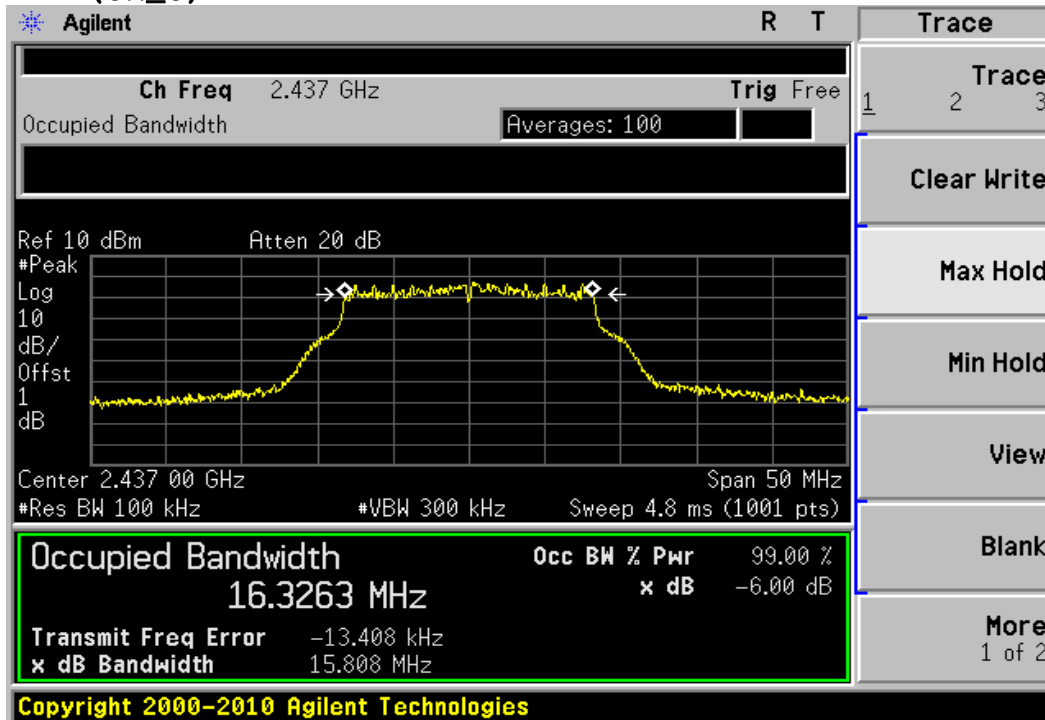 Agilent R T Trace
Ch Freq 2.437 GHz Trig Free
Occupied Bandwidth Averages: 100
Trace
1 2 3
Clear Write
Ref 10 dBm Atten 20 dB
#Peak
Log
10
dB/
Offst
1
dB
Max Hold
Min Hold
View
Center 2.437 00 GHz Span 50 MHz
#Res BW 100 kHz #VBW 300 kHz Sweep 4.8 ms (1001 pts)
Occupied Bandwidth Occ BW % Pwr 99.00 %
16.3263 MHz x dB -6.00 dB
Transmit Freq Error -13.408 kHz
x dB Bandwidth 15.808 MHz
Blank
More
1 of 2
Copyright 2000-2010 Agilent Technologies